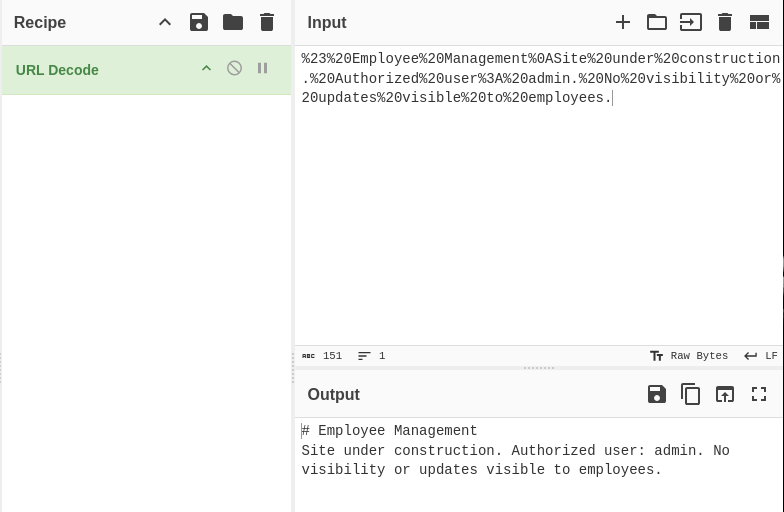 Recipe
URL Decode
Input
%23%20Employee%20Management%0ASite%20under%20construction
.%20Authorized%20user%3A%20admin.%20No%20visibility%20or%
20updates%20visible%20to%20employees.
ABC 151 1 Raw Bytes LF
Output
# Employee Management
Site under construction. Authorized user: admin. No
visibility or updates visible to employees.